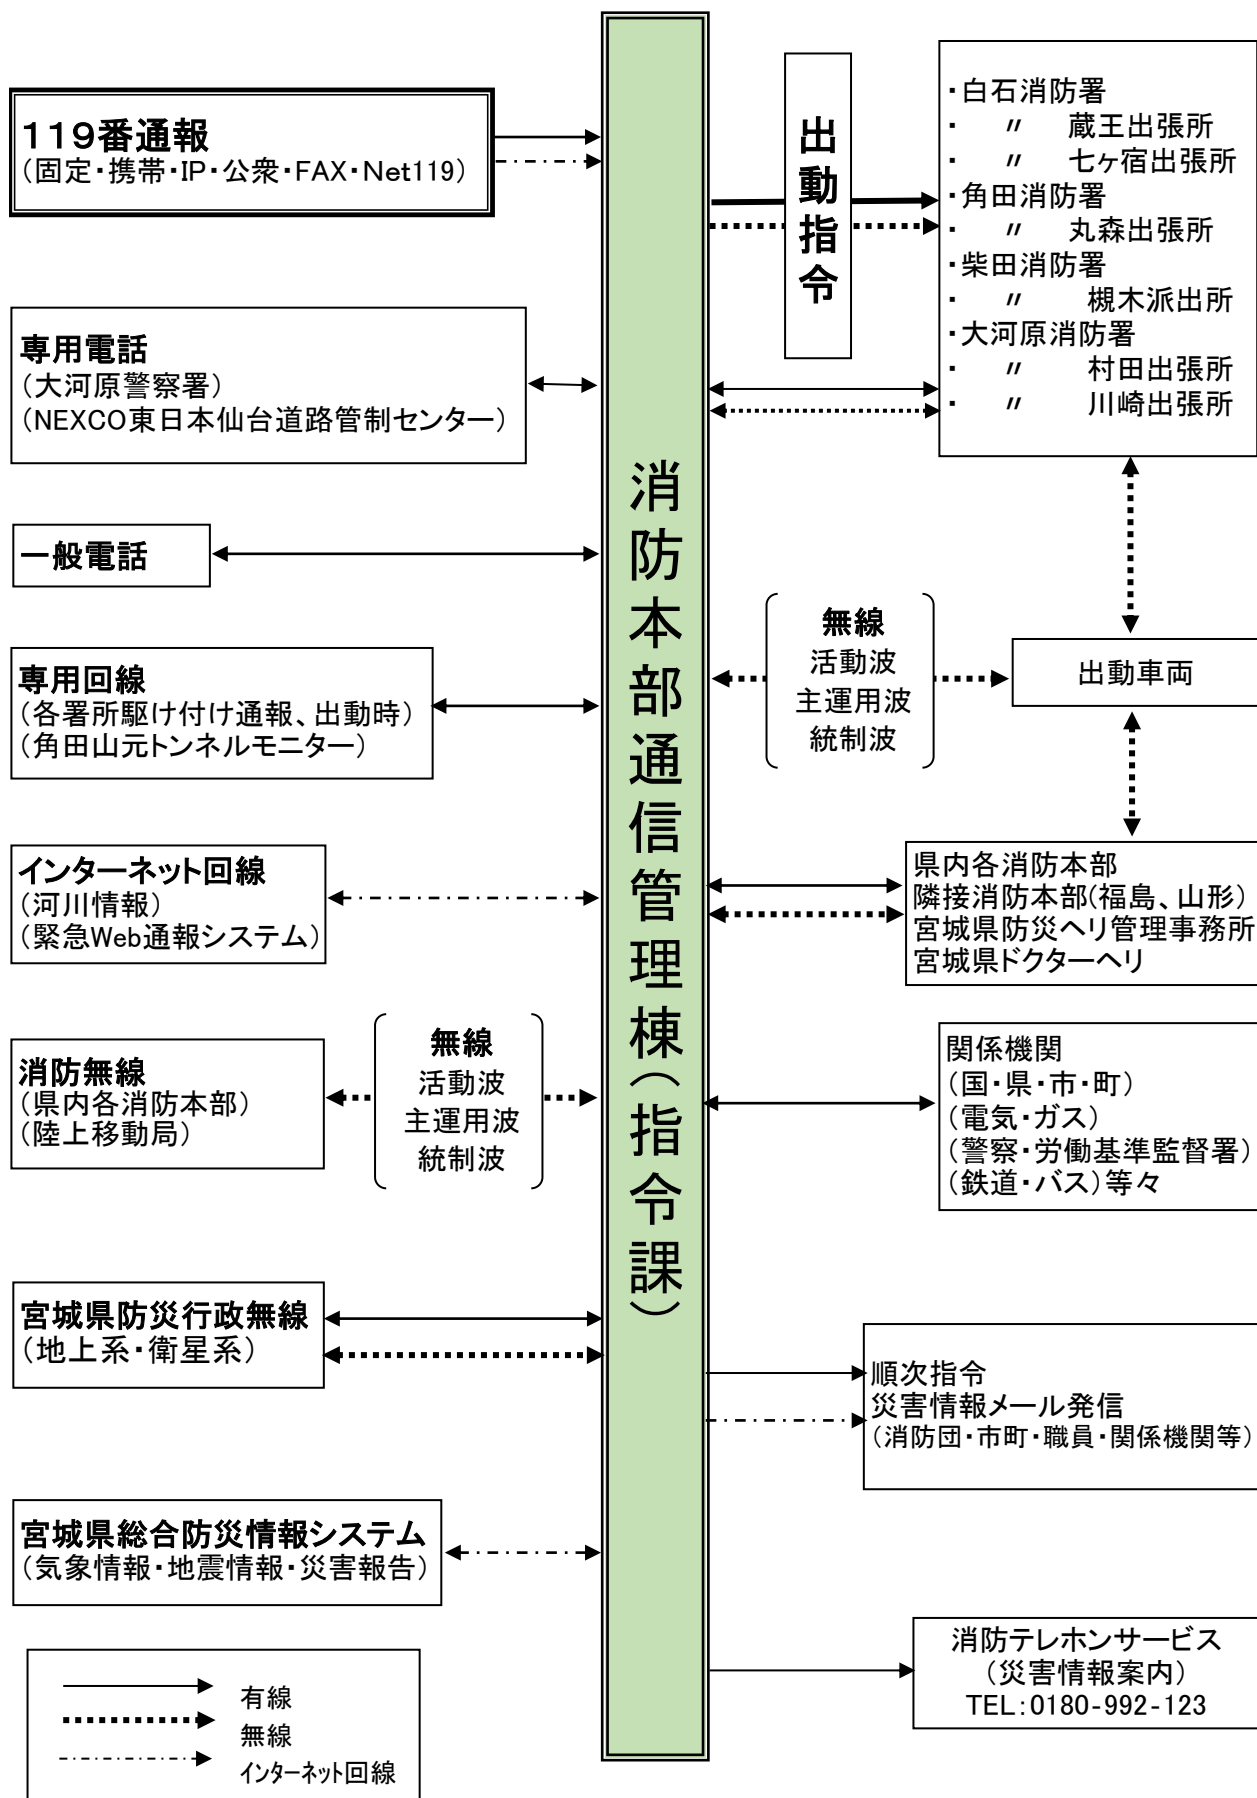 119番通報
(固定・携帯・IP・公衆・FAX・Net119)
専用電話
(大河原警察署)
(NEXCO東日本仙台道路管制センター)
一般電話
専用回線
(各署所駆け付け通報、出動時)
(角田山元トンネルモニター)
インターネット回線
(河川情報)
(緊急Web通報システム)
消防無線
(県内各消防本部)
(陸上移動局)
無線
活動波
主運用波
統制波
宮城県防災行政無線
(地上系・衛星系)
宮城県総合防災情報システム
(気象情報・地震情報・災害報告)
有線
無線
インターネット回線
消防本部通信管理棟(指令課)
出動指令
・白石消防署
・ 〃 蔵王出張所
・ 〃 七ヶ宿出張所
・角田消防署
・ 〃 丸森出張所
・柴田消防署
・ 〃 槻木派出所
・大河原消防署
・ 〃 村田出張所
・ 〃 川崎出張所
無線
活動波
主運用波
統制波
出動車両
県内各消防本部
隣接消防本部(福島、山形)
宮城県防災ヘリ管理事務所
宮城県ドクターヘリ
関係機関
(国・県・市・町)
(電気・ガス)
(警察・労働基準監督署)
(鉄道・バス)等々
順次指令
災害情報メール発信
(消防団・市町・職員・関係機関等)
消防テレホンサービス
(災害情報案内)
TEL:0180-992-123